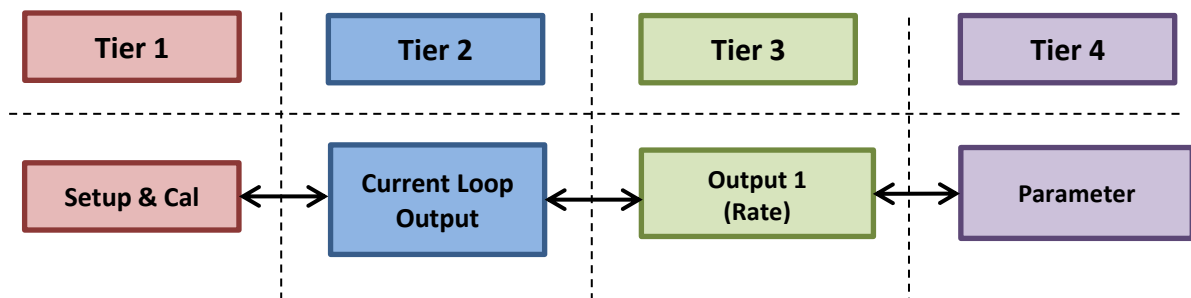 Tier 1
Tier 2
Tier 3
Tier 4
Setup & Cal
Current Loop
Output
Output 1
(Rate)
Parameter